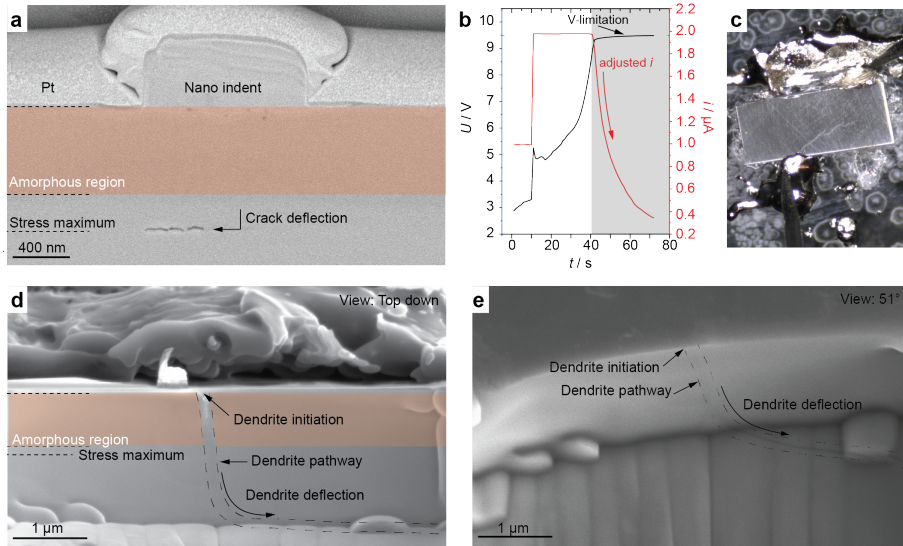 a
Pt
Nano indent
Amorphous region
Stress maximum
Crack deflection
400 nm
b
V-limitation
adjusted i
U / V
10
9
8
7
6
5
4
3
2
i / µA
2.2
2.0
1.8
1.6
1.4
1.2
1.0
0.8
0.6
0.4
0.2
0
20
40
60
80
t / s
c
d
View: Top down
Dendrite initiation
Amorphous region
Stress maximum
Dendrite pathway
Dendrite deflection
1 µm
e
View: 51°
Dendrite initiation
Dendrite pathway
Dendrite deflection
1 µm